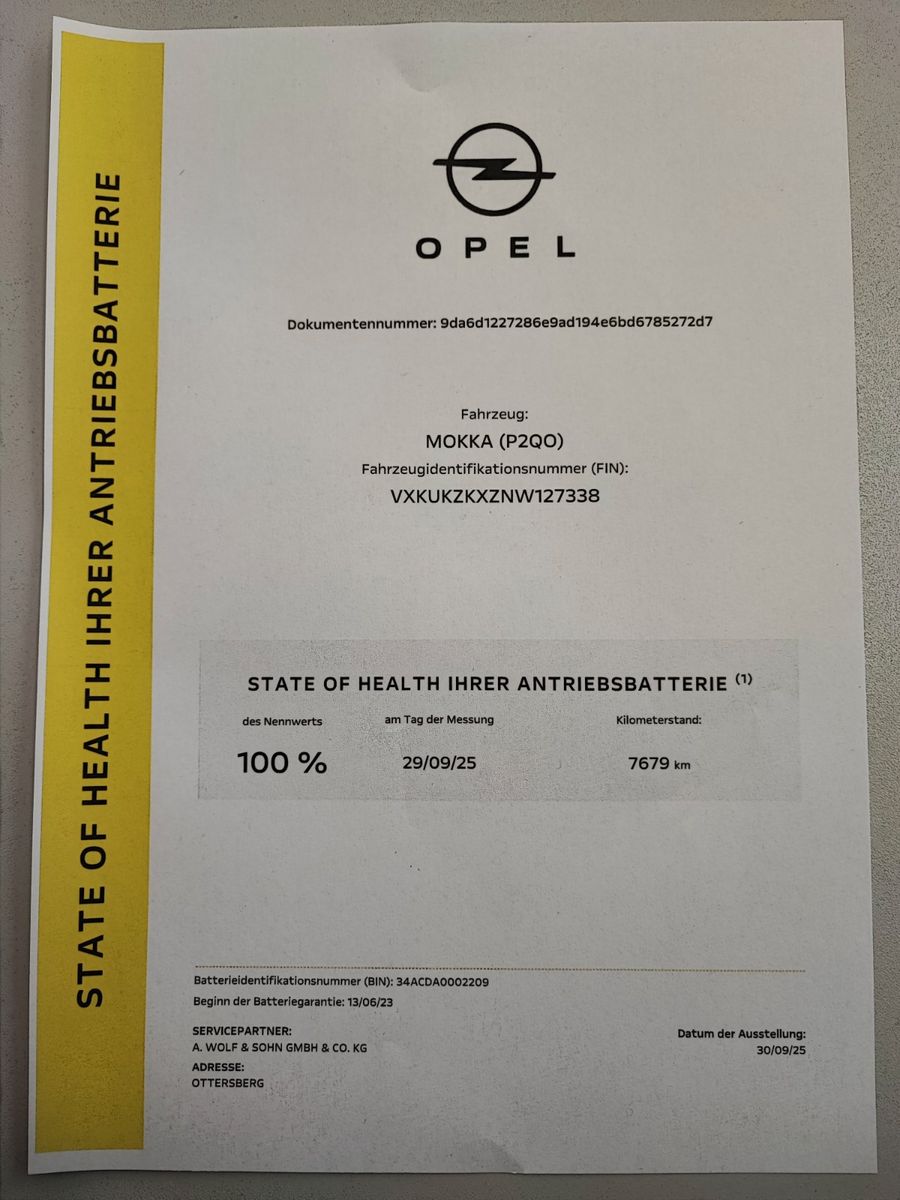 STATE OF HEALTH IHRER ANTRIEBSBATTERIE
OPEL
Dokumentennummer: 9da6d1227286e9ad194e6bd6785272d7
Fahrzeug:
MOKKA (P2QO)
Fahrzeugidentifikationsnummer (FIN):
VXKUKZKXZNW127338
STATE OF HEALTH IHRER ANTRIEBSBATTERIE (1)
des Nennwerts am Tag der Messung Kilometerstand:
100 % 29/09/25 7679 km
Batterieidentifikationsnummer (BIN): 34ACDA0002209
Beginn der Batteriegarantie: 13/06/23
SERVICEPARTNER:
A. WOLF & SOHN GMBH & CO. KG
ADRESSE:
OTTERSBERG
Datum der Ausstellung:
30/09/25